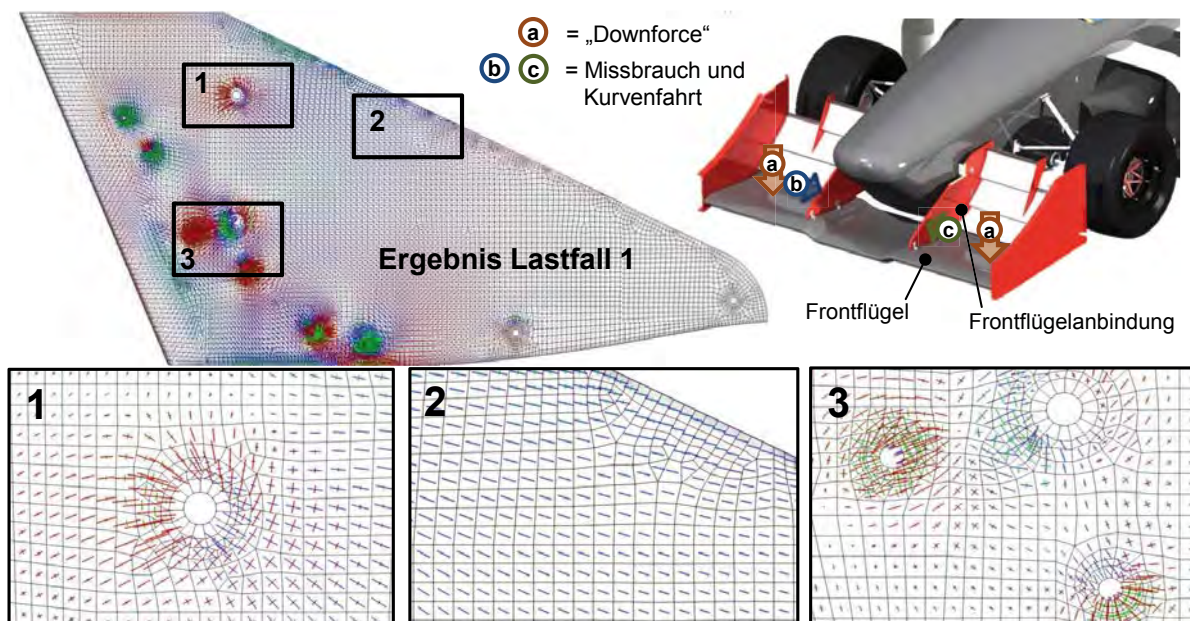 a = „Downforce“
b c = Missbrauch und
Kurvenfahrt
1
2
3
Ergebnis Lastfall 1
a
b
c
a
Frontflügel
Frontflügelanbindung
1
2
3